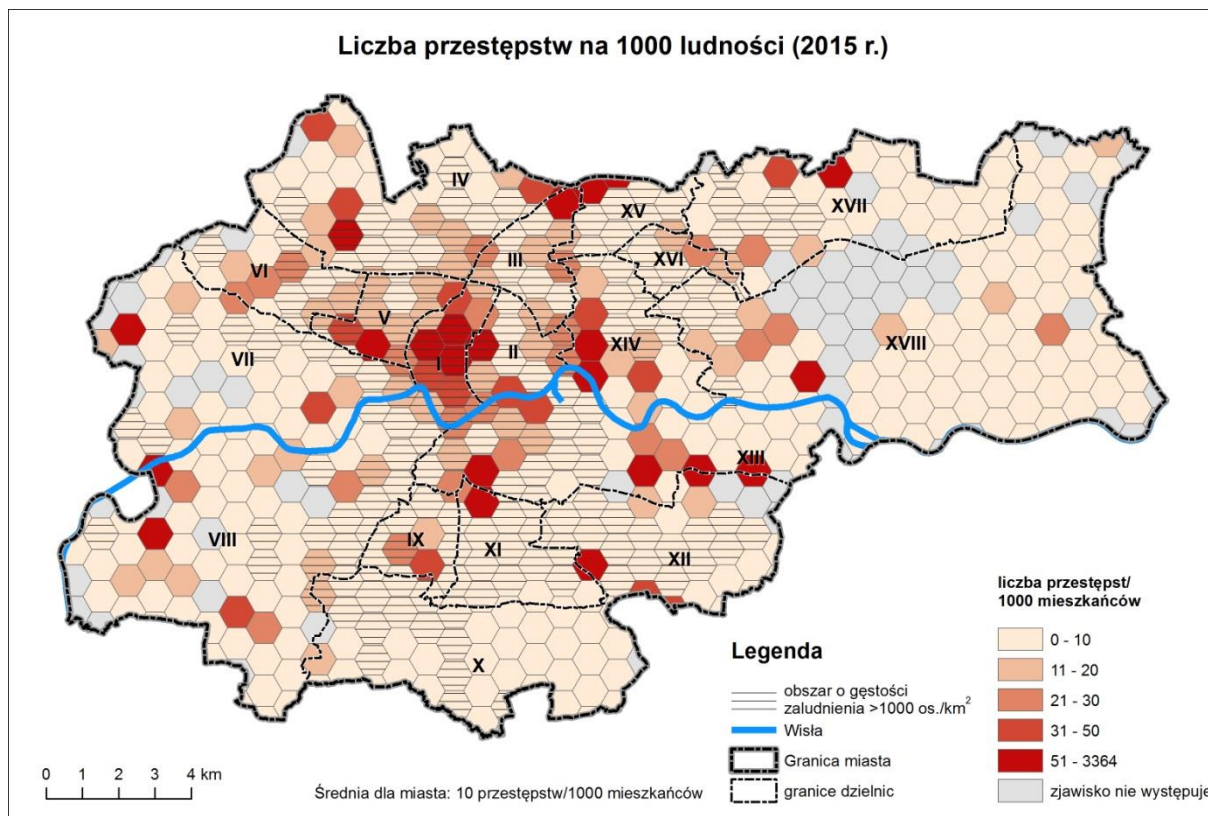 Liczba przestępstw na 1000 ludności (2015 r.)
IV
XV
XVII
III
XVI
VI
V
II
XIV
I
XVIII
VII
XIII
VIII
IX
XI
XII
X
Legenda
obszar o gęstości
zaludnienia >1000 os./km²
Wisła
Granica miasta
granice dzielnic
liczba przestępst/
1000 mieszkańców
0 - 10
11 - 20
21 - 30
31 - 50
51 - 3364
zjawisko nie występuje
0 1 2 3 4 km
Średnia dla miasta: 10 przestępstw/1000 mieszkańców